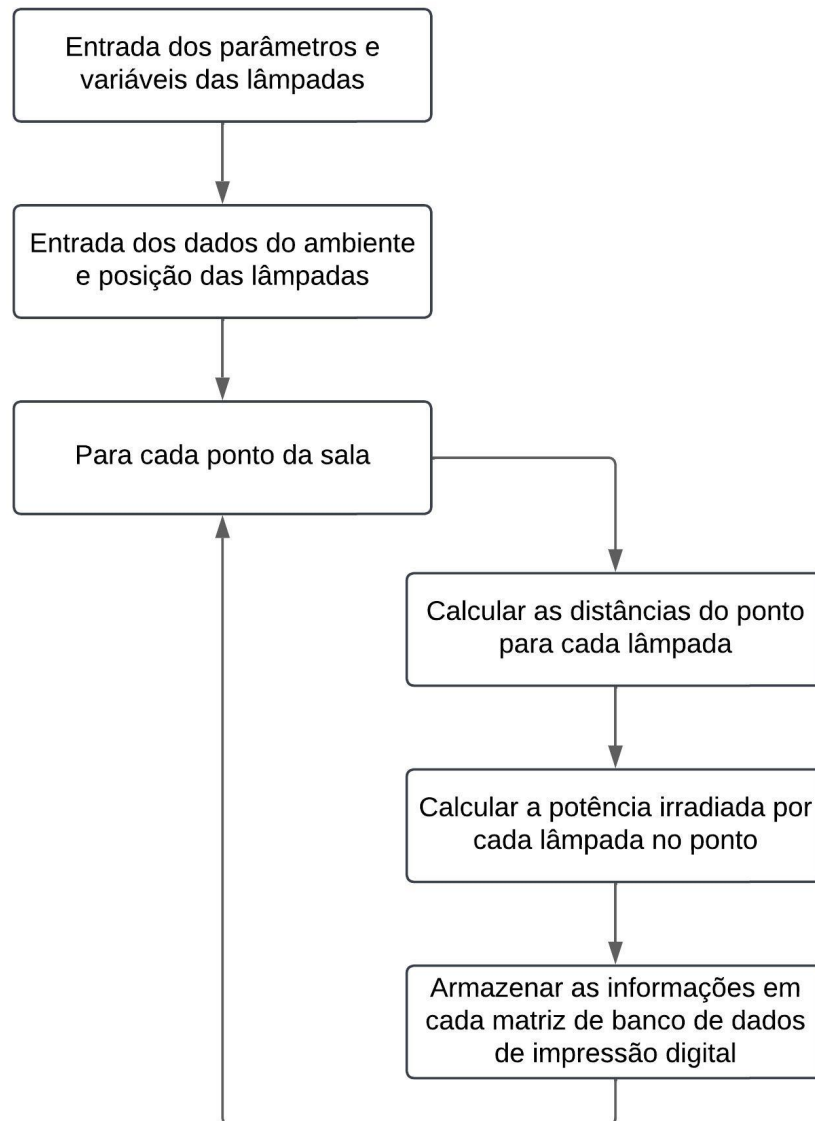 Entrada dos parâmetros e
variáveis das lâmpadas
Entrada dos dados do ambiente
e posição das lâmpadas
Para cada ponto da sala
Calcular as distâncias do ponto
para cada lâmpada
Calcular a potência irradiada por
cada lâmpada no ponto
Armazenar as informações em
cada matriz de banco de dados
de impressão digital